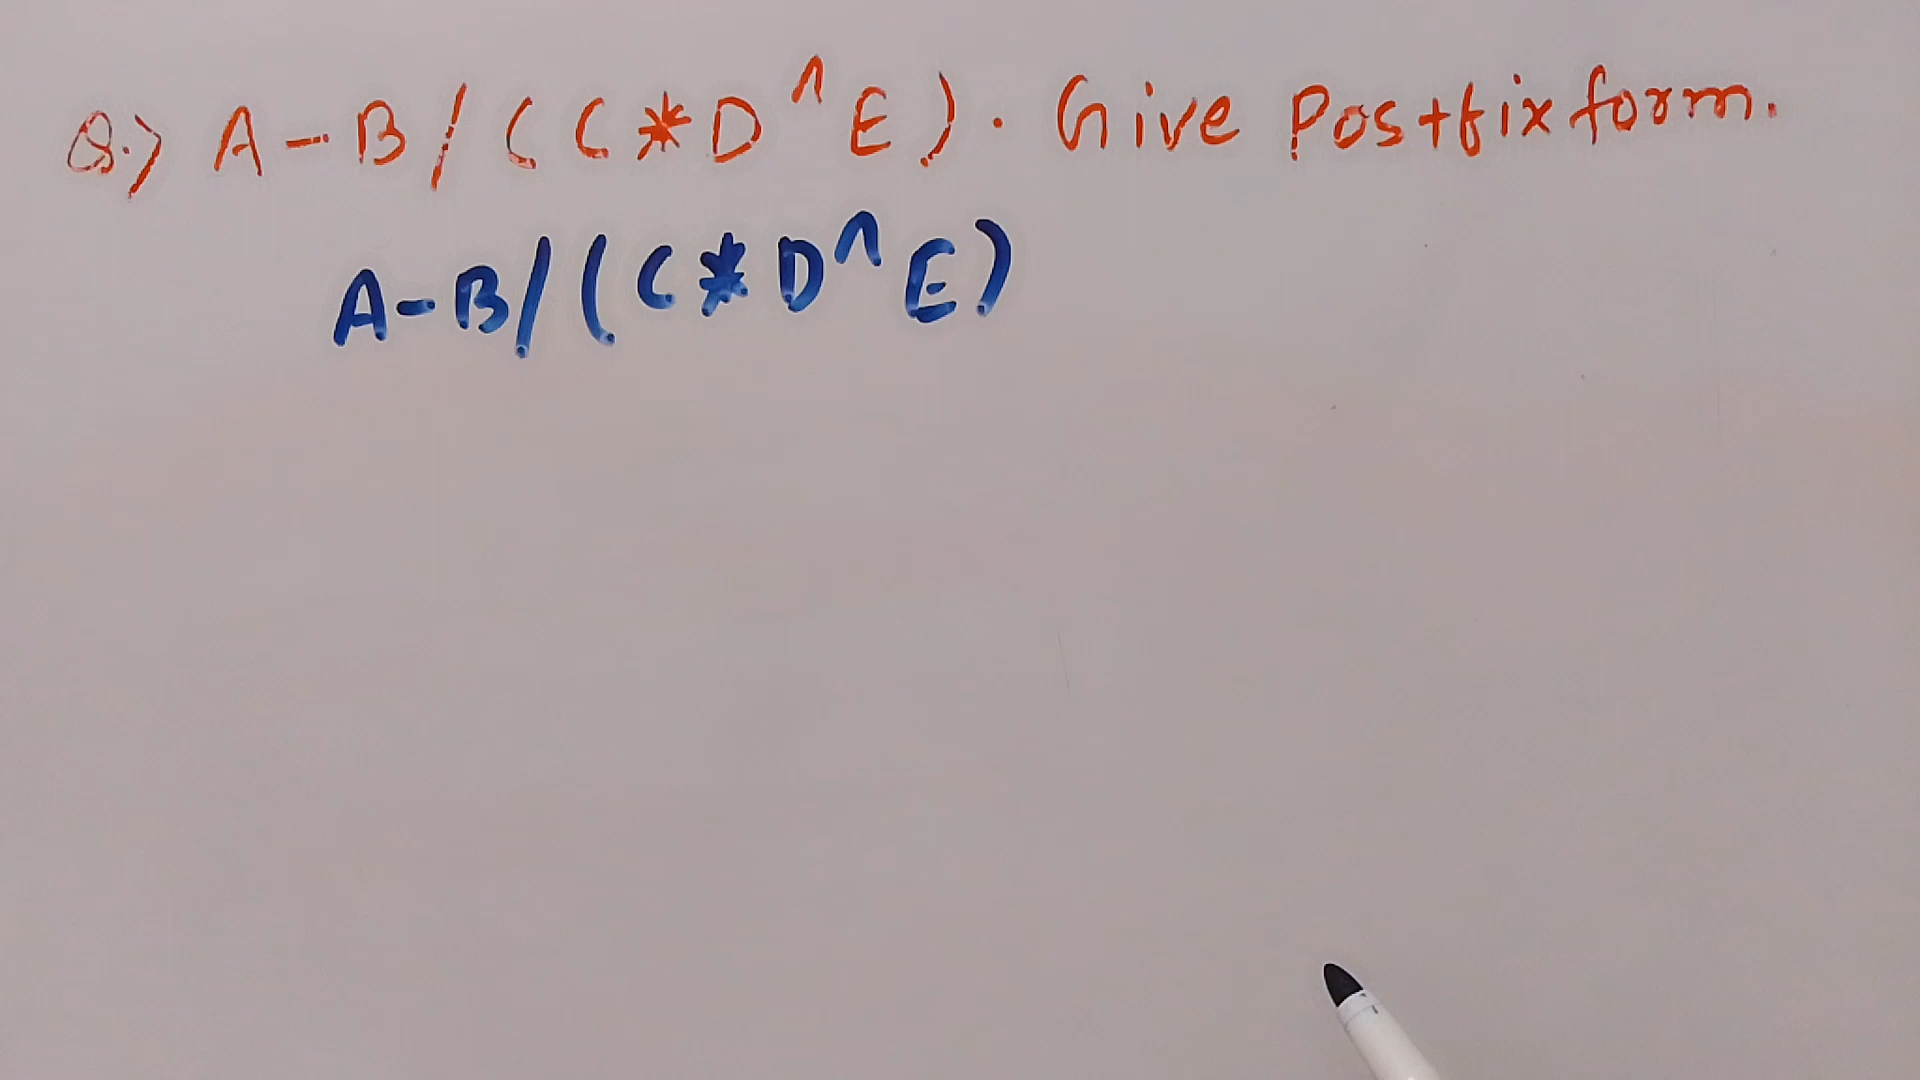 Q.> A-B/(C*D^E). Give Postfix form.
A-B/(C*D^E)